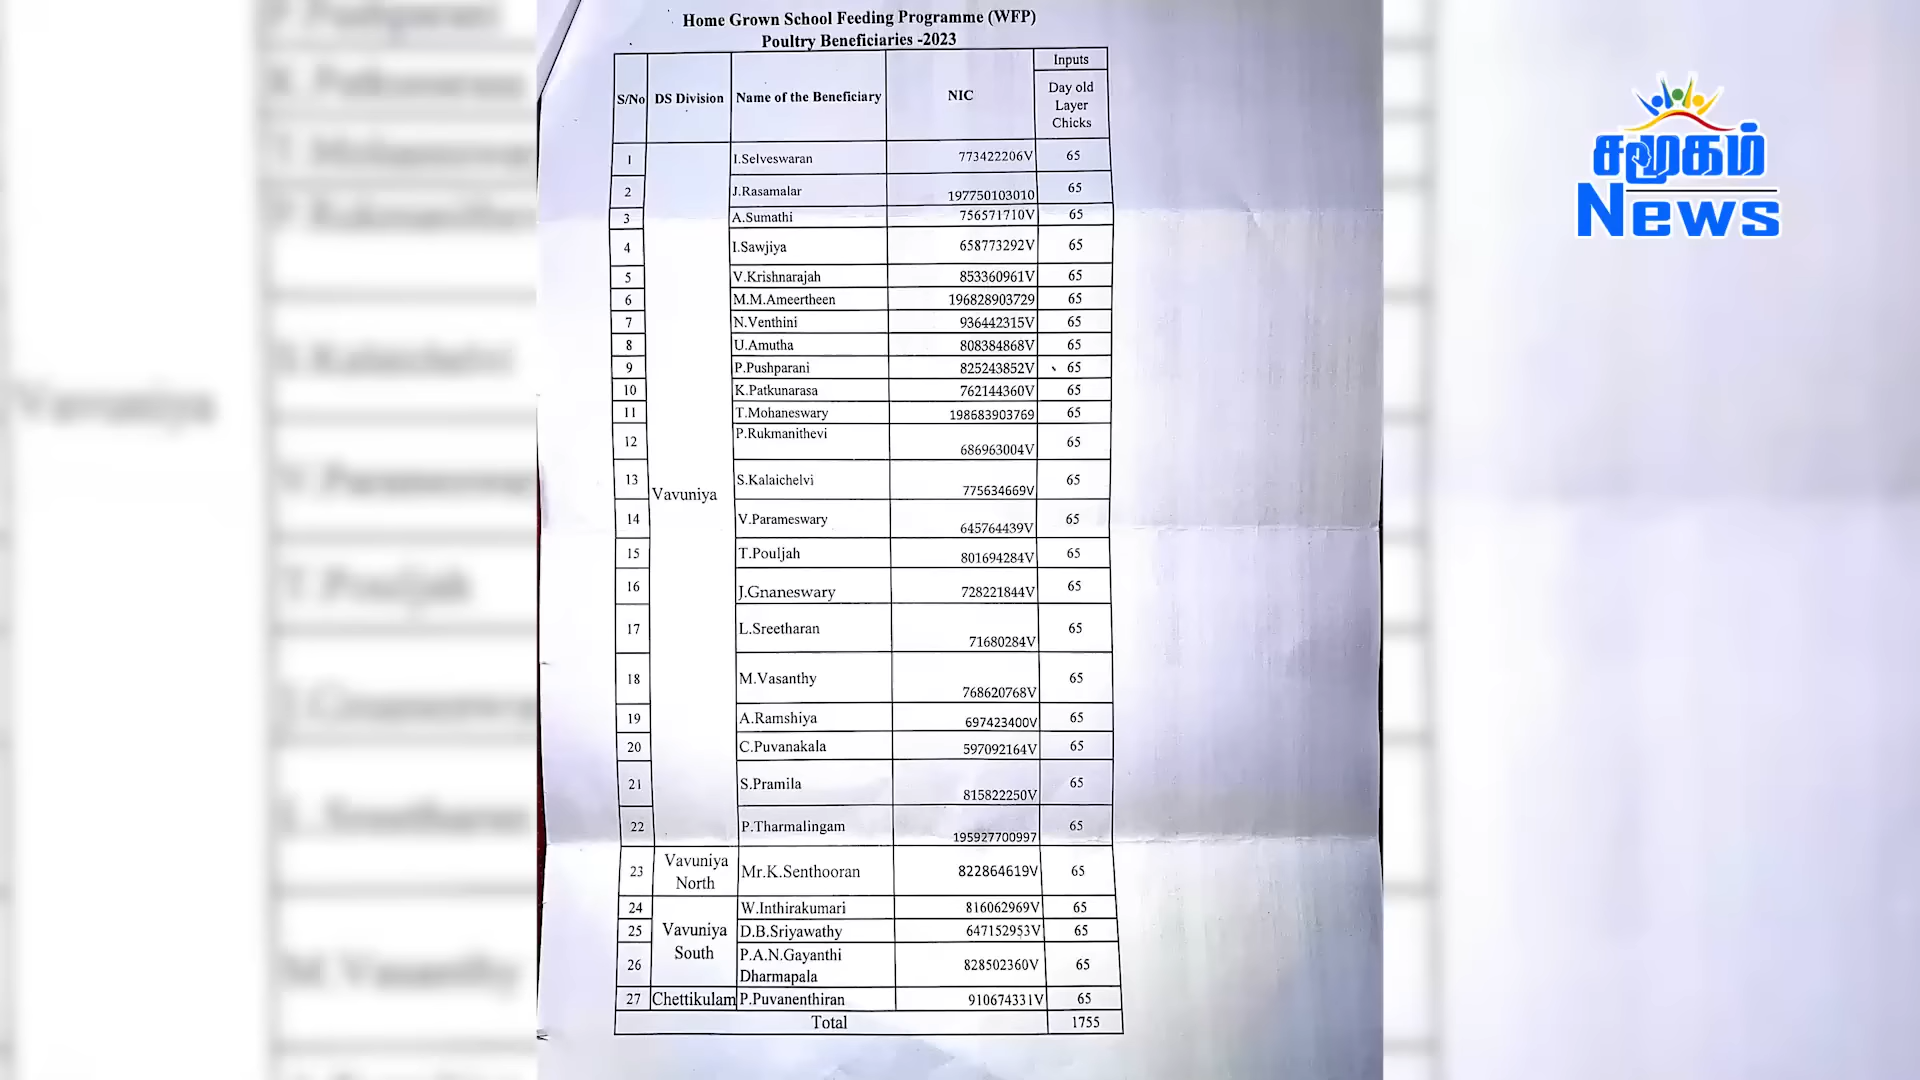 Home Grown School Feeding Programme (WFP)
Poultry Beneficiaries -2023
S/No DS Division Name of the Beneficiary NIC Inputs
Day old Layer Chicks
1 I.Selveswaran 773422206V 65
2 J.Rasamalar 197750103010 65
3 A.Sumathi 756571710V 65
4 I.Sawjiya 658773292V 65
5 V.Krishnarajah 853360961V 65
6 M.M.Ameertheen 196828903729 65
7 N.Venthini 936442315V 65
8 U.Amutha 808384868V 65
9 P.Pushparani 825243852V 65
10 K.Patkunarasa 762144360V 65
11 T.Mohaneswary 198683903769 65
12 P.Rukmanithevi 686963004V 65
13 S.Kalaichelvi 775634669V 65
Vavuniya
14 V.Parameswary 645764439V 65
15 T.Pouljah 801694284V 65
16 J.Gnaneswary 728221844V 65
17 L.Sreetharan 71680284V 65
18 M.Vasanthy 768620768V 65
19 A.Ramshiya 697423400V 65
20 C.Puvanakala 597092164V 65
21 S.Pramila 815822250V 65
22 P.Tharmalingam 195927700997 65
23 Vavuniya North Mr.K.Senthooran 822864619V 65
24 W.Inthirakumari 816062969V 65
25 Vavuniya South D.B.Sriyawathy 647152953V 65
26 P.A.N.Gayanthi Dharmapala 828502360V 65
27 Chettikulam P.Puvanenthiran 910674331V 65
Total 1755
சமூகம்
News